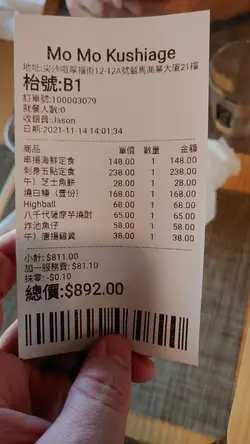 Mo Mo Kushiage
地址:尖沙咀厚福街12-12A號藍馬商業大廈21樓
枱號:B1
訂單號:100003079
就餐人數:0
收銀員:Jason
日期:2021-11-14 14:01:34
商品 單價 數量 金額
串揚海鮮定食 148.00 1 148.00
刺身五點定食 238.00 1 238.00
午）芝士魚餅 28.00 1 28.00
燒白鱔（壹份） 168.00 1 168.00
Highball 68.00 1 68.00
八千代薩摩芋燒酎 65.00 1 65.00
炸池魚仔 58.00 1 58.00
午）唐揚雞翼 38.00 1 38.00
小計: $811.00
加一服務費: $81.10
抹零: -$0.10
總價:$892.00